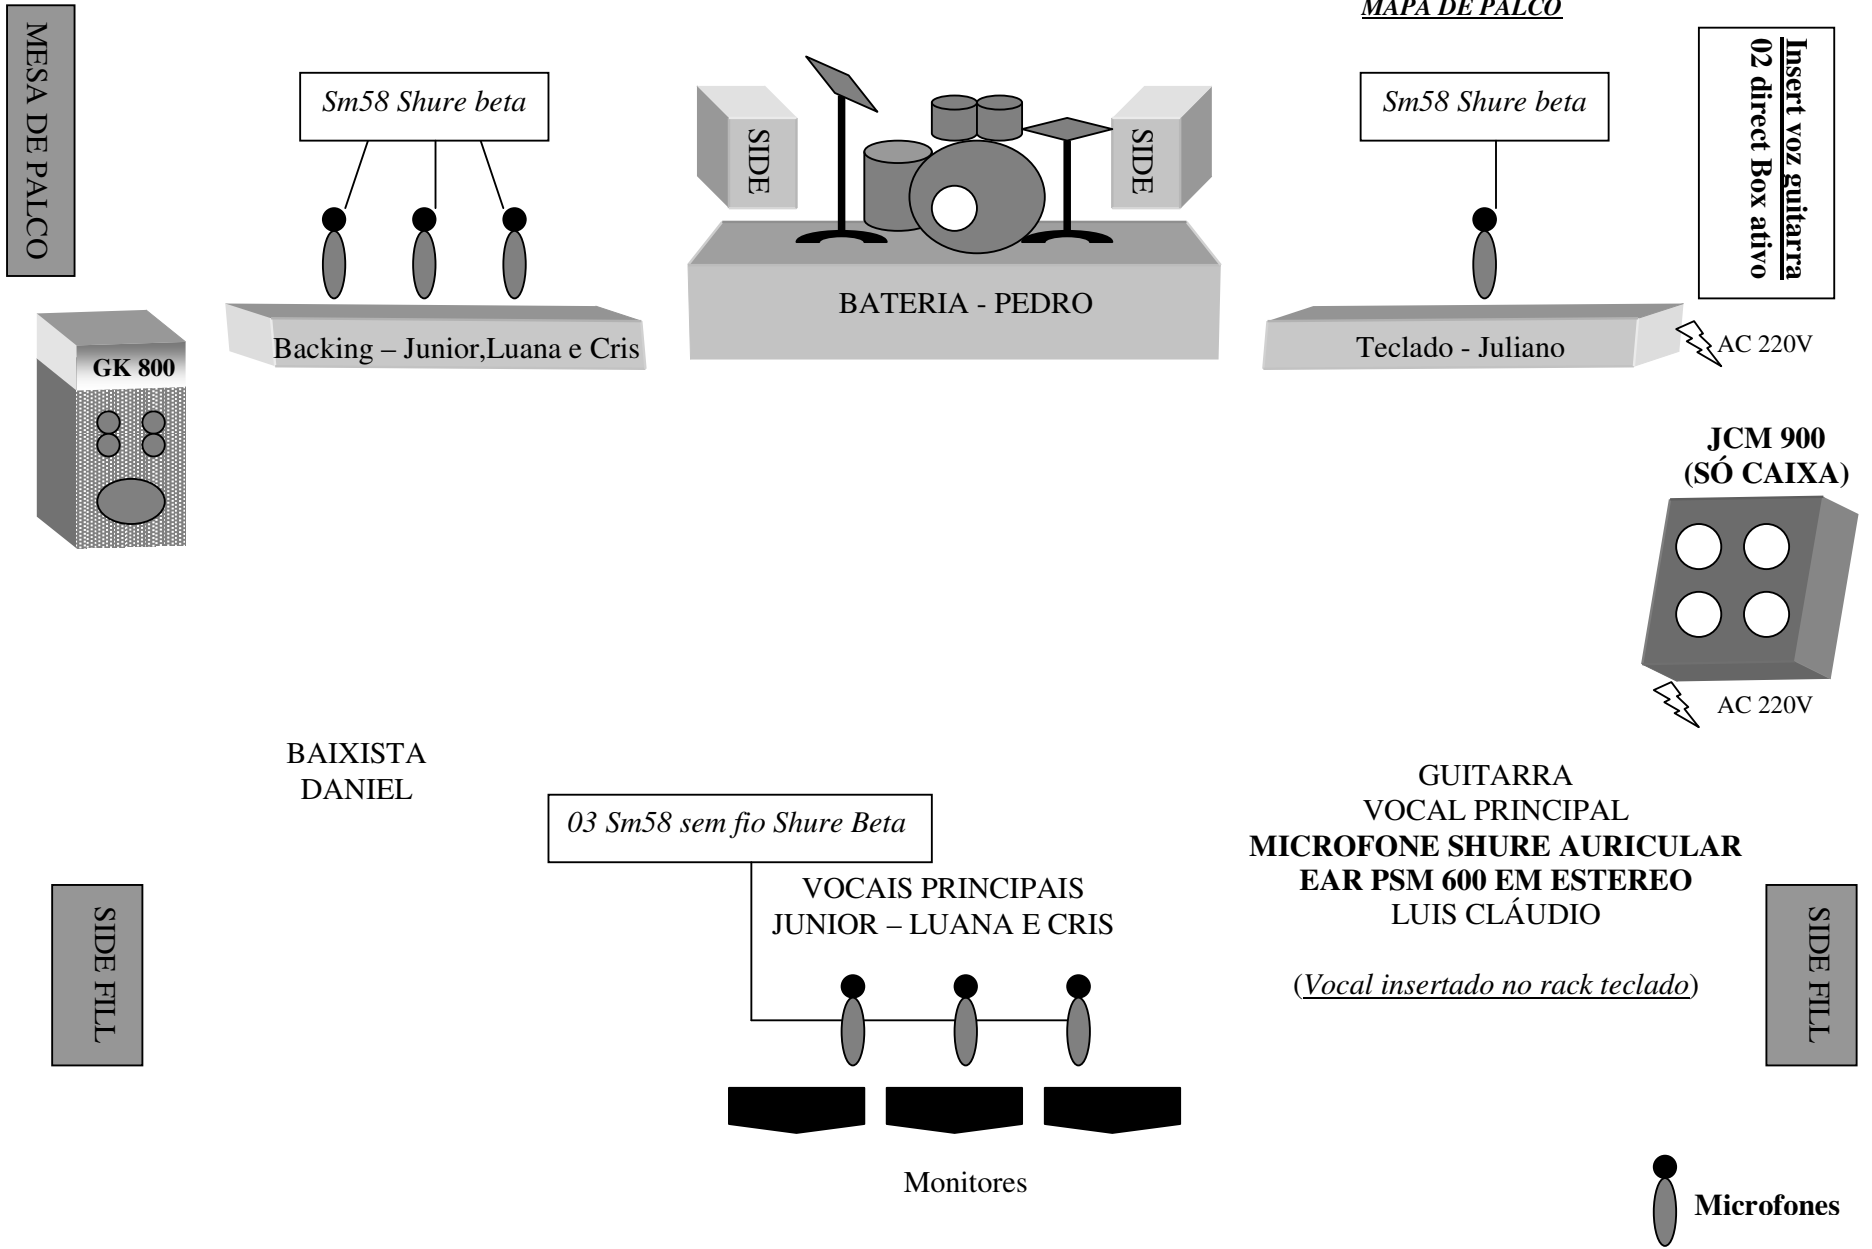 MAPA DE PALCO
MESA DE PALCO
Sm58 Shure beta
SIDE
SIDE
Sm58 Shure beta
Insert voz guitarra
02 direct Box ativo
BATERIA - PEDRO
Backing – Junior,Luana e Cris
Teclado - Juliano
AC 220V
GK 800
JCM 900
(SÓ CAIXA)
AC 220V
BAIXISTA
DANIEL
03 Sm58 sem fio Shure Beta
VOCAIS PRINCIPAIS
JUNIOR – LUANA E CRIS
GUITARRA
VOCAL PRINCIPAL
MICROFONE SHURE AURICULAR
EAR PSM 600 EM ESTEREO
LUIS CLÁUDIO
(Vocal insertado no rack teclado)
SIDE FILL
SIDE FILL
Monitores
Microfones